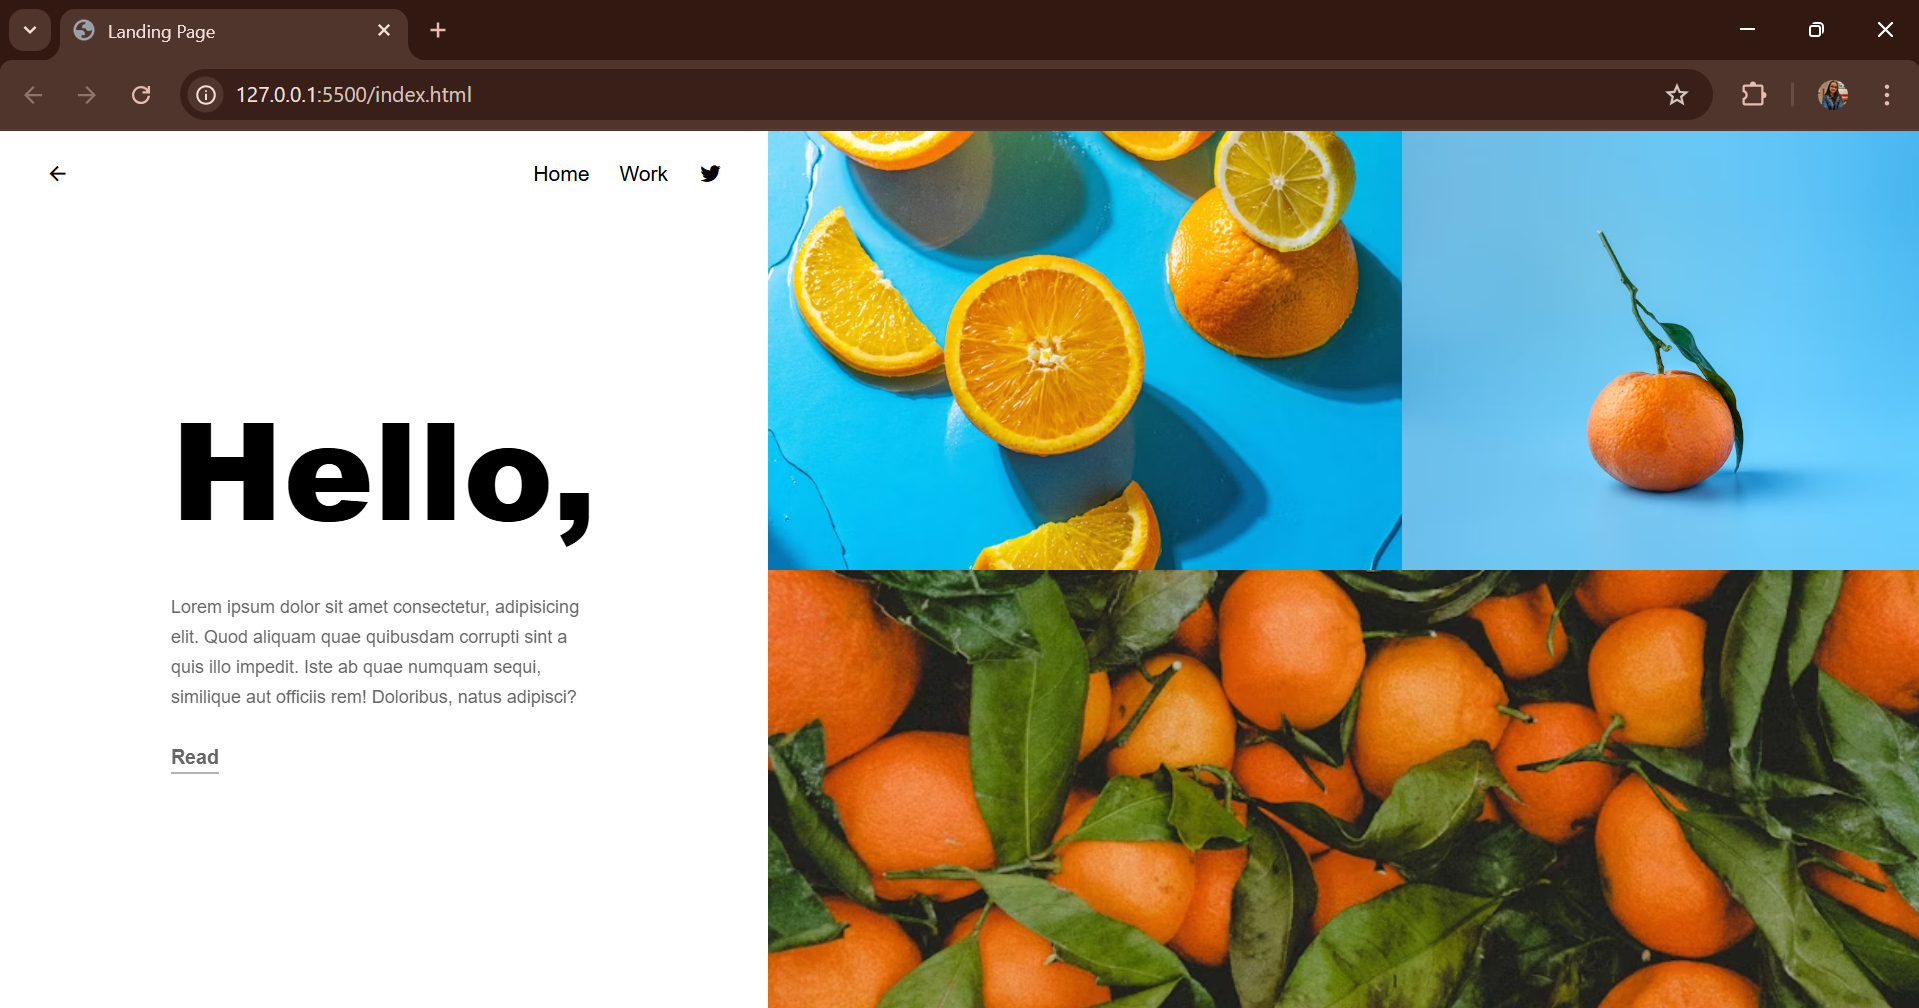 Landing Page
127.0.0.1:5500/index.html
Home Work
Hello,
Lorem ipsum dolor sit amet consectetur, adipisicing
elit. Quod aliquam quae quibusdam corrupti sint a
quis illo impedit. Iste ab quae numquam sequi,
similique aut officiis rem! Doloribus, natus adipisci?
Read